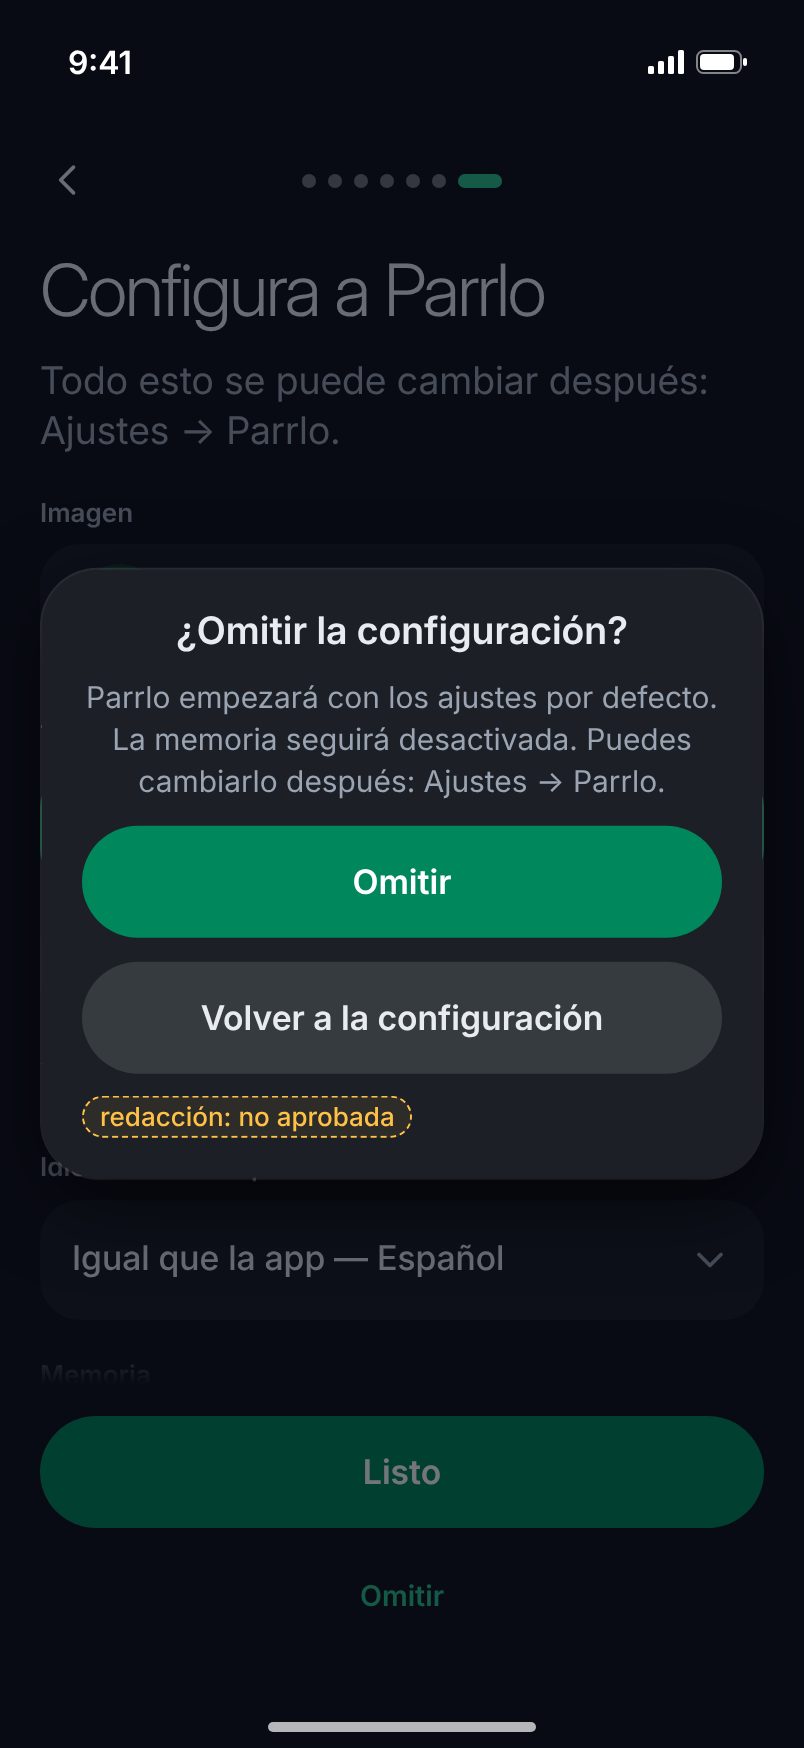 9:41
Configura a Parrlo
Todo esto se puede cambiar después:
Ajustes → Parrlo.
Imagen
¿Omitir la configuración?
Parrlo empezará con los ajustes por defecto.
La memoria seguirá desactivada. Puedes
cambiarlo después: Ajustes → Parrlo.
Omitir
Volver a la configuración
redacción: no aprobada
Igual que la app — Español
Memoria
Listo
Omitir